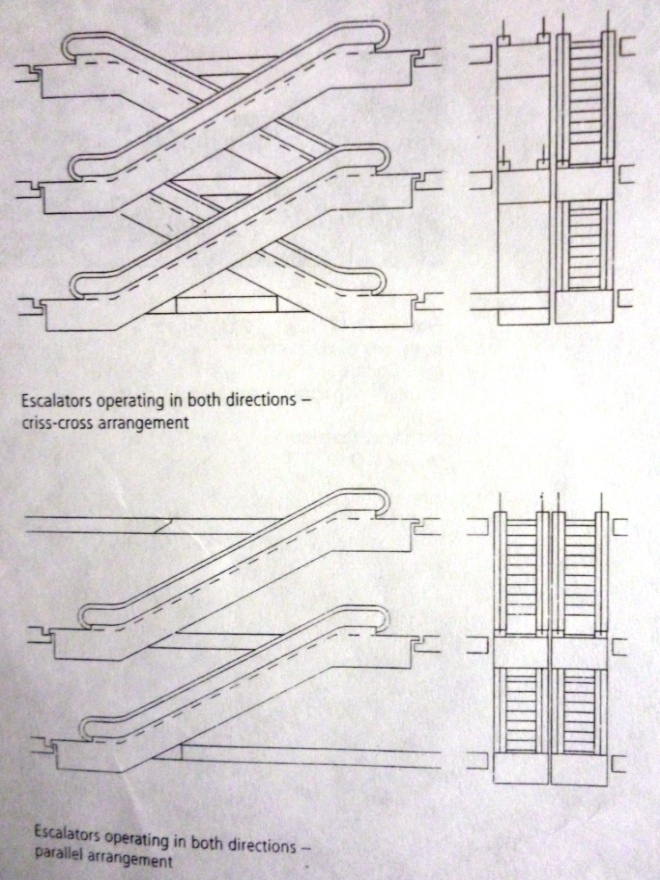 Escalators operating in both directions –
criss-cross arrangement
Escalators operating in both directions –
parallel arrangement